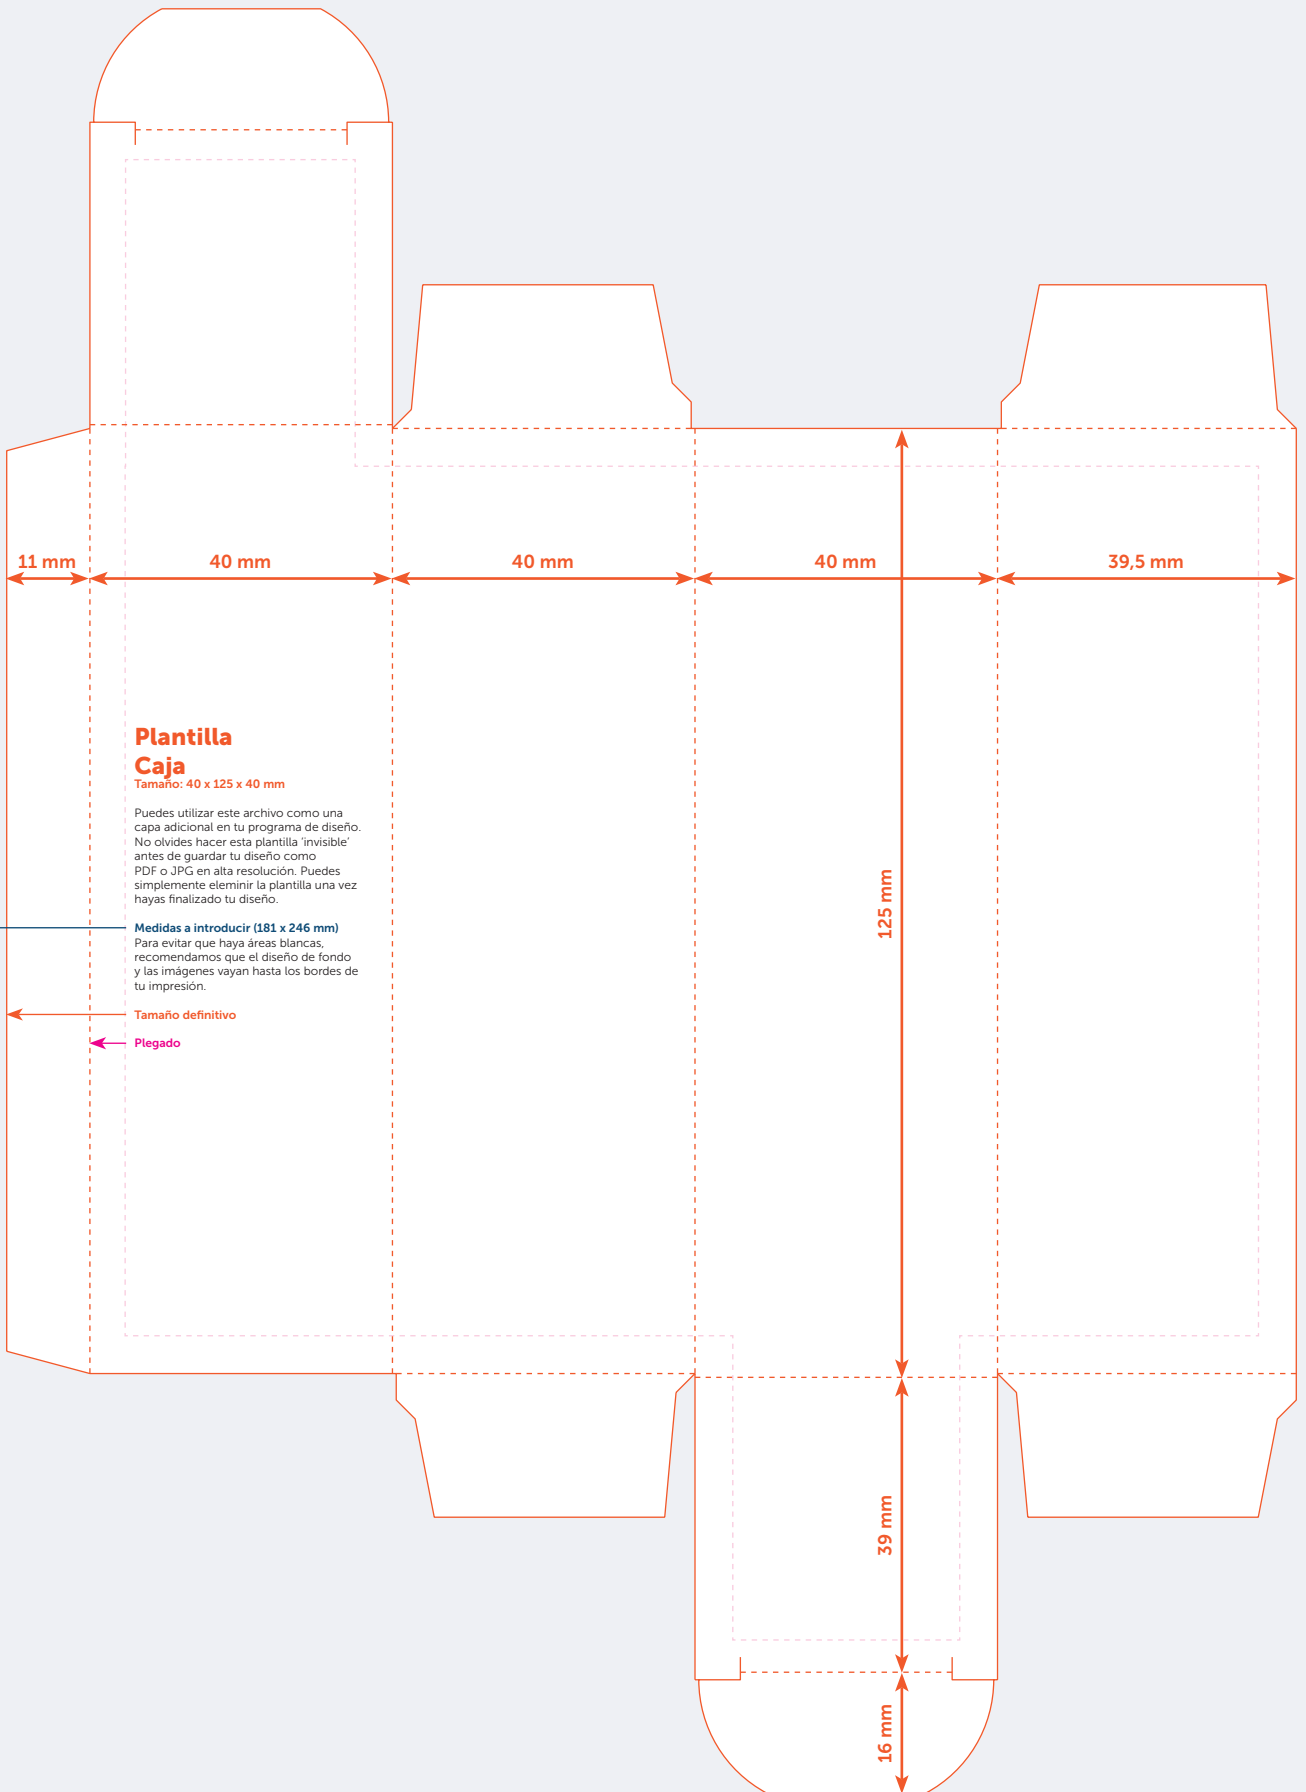 11 mm
40 mm
40 mm
40 mm
39,5 mm
Plantilla
Caja
Tamaño: 40 x 125 x 40 mm
Puedes utilizar este archivo como una
capa adicional en tu programa de diseño.
No olvides hacer esta plantilla 'invisible'
antes de guardar tu diseño como
PDF o JPG en alta resolución. Puedes
simplemente eleminir la plantilla una vez
hayas finalizado tu diseño.
Medidas a introducir (181 x 246 mm)
Para evitar que haya áreas blancas,
recomendamos que el diseño de fondo
y las imágenes vayan hasta los bordes de
tu impresión.
Tamaño definitivo
Plegado
125 mm
39 mm
16 mm